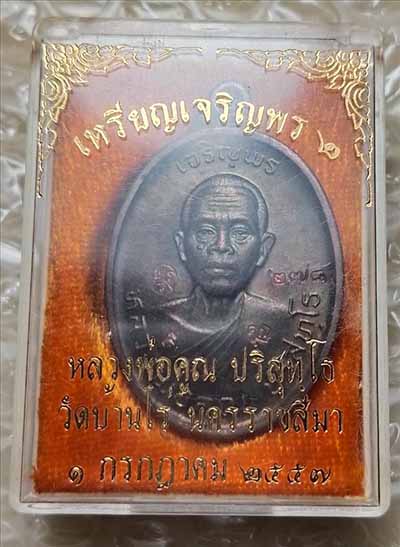 เหรียญเจริญพร ๒
เจริญพร
๒๗๘
หลวงพ่อคูณ ปริสุทฺโธ
วัดบ้านไร่ นครราชสีมา
๑ กรกฎาคม ๒๕๕๗